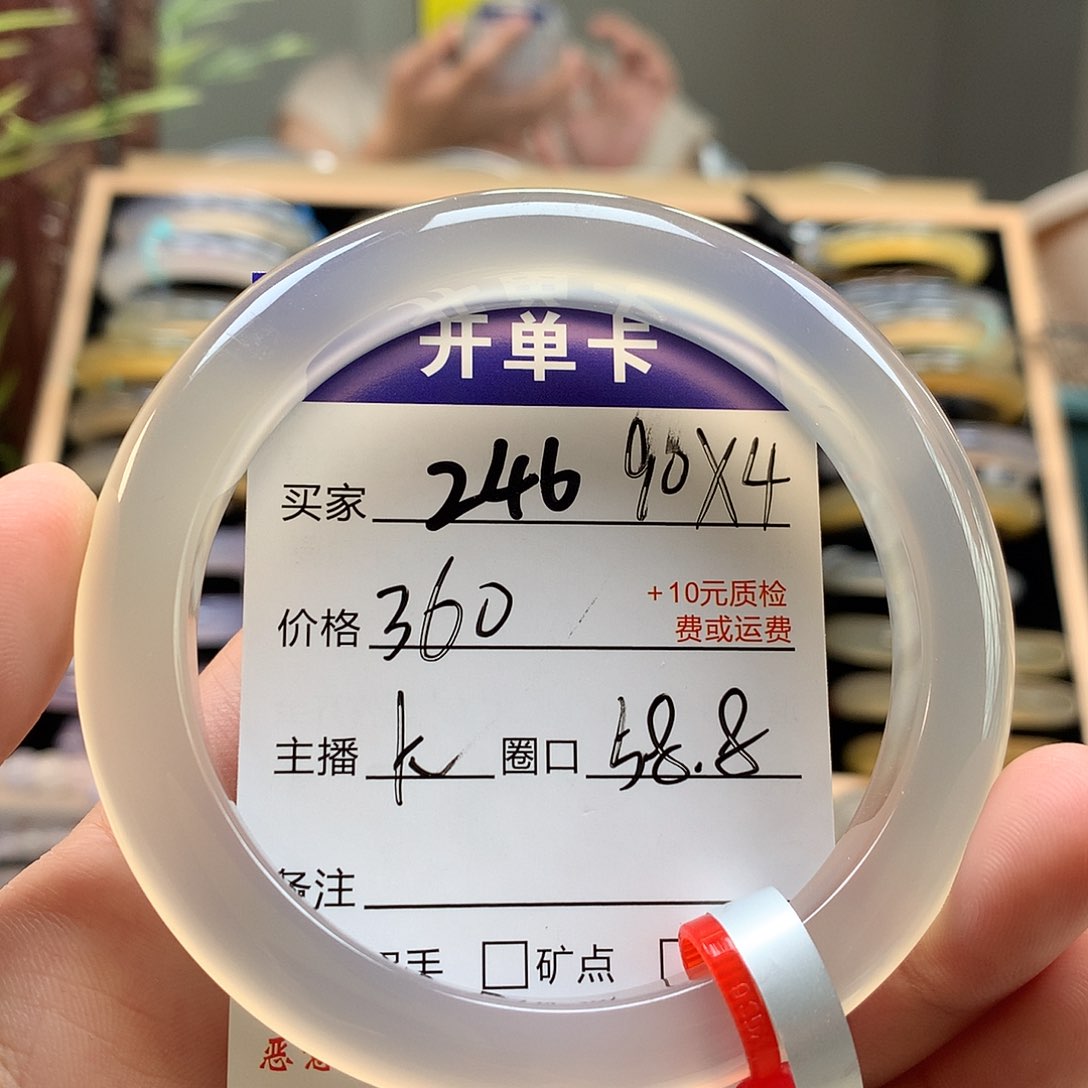 开单卡
买家 246 90X4
价格 360 +10元质检
费或运费
主播 K 圈口 58.8
备注
矿点